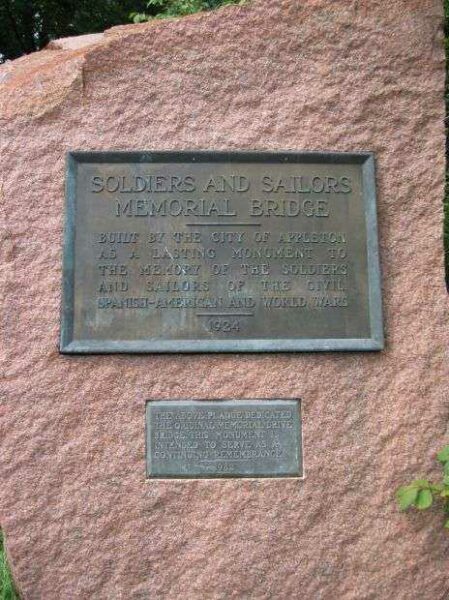 SOLDIERS AND SAILORS
MEMORIAL BRIDGE
BUILT BY THE CITY OF APPLETON
AS A LASTING MONUMENT TO
THE MEMORY OF THE SOLDIERS
AND SAILORS OF THE CIVIL
SPANISH-AMERICAN AND WORLD WARS
1924
THE ABOVE PLAQUE DEDICATED
THE ORIGINAL MEMORIAL DRIVE
BRIDGE. THIS MONUMENT IS
INTENDED TO SERVE AS A
CONTINUING REMEMBRANCE